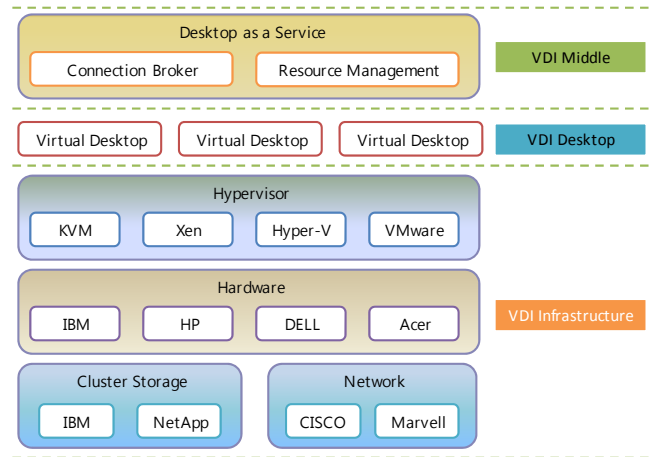 Desktop as a Service
Connection Broker
Resource Management
VDI Middle
Virtual Desktop
Virtual Desktop
Virtual Desktop
VDI Desktop
Hypervisor
KVM
Xen
Hyper-V
VMware
Hardware
IBM
HP
DELL
Acer
VDI Infrastructure
Cluster Storage
IBM
NetApp
Network
CISCO
Marvell